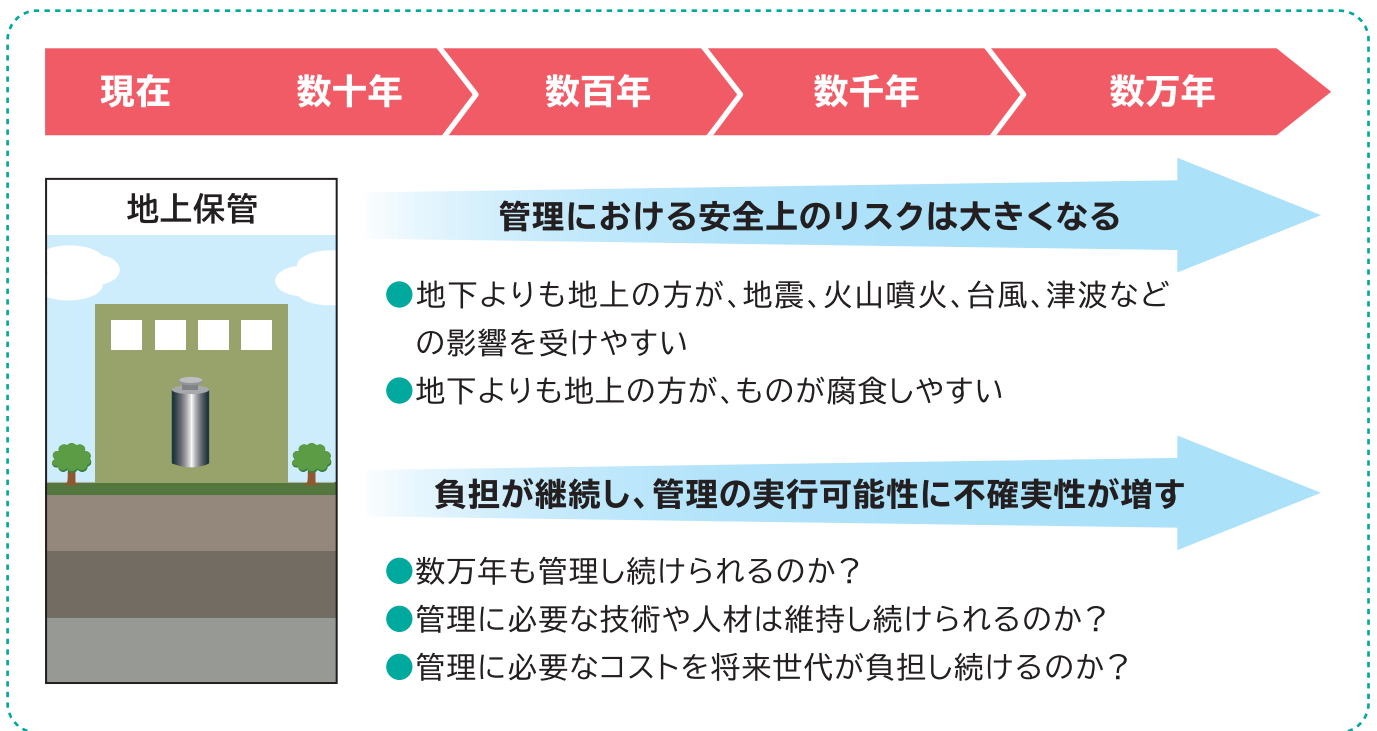 現在 数十年 数百年 数千年 数万年
地上保管
管理における安全上のリスクは大きくなる
●地下よりも地上の方が、地震、火山噴火、台風、津波など
の影響を受けやすい
●地下よりも地上の方が、ものが腐食しやすい
負担が継続し、管理の実行可能性に不確実性が増す
●数万年も管理し続けられるのか？
●管理に必要な技術や人材は維持し続けられるのか？
●管理に必要なコストを将来世代が負担し続けるのか？